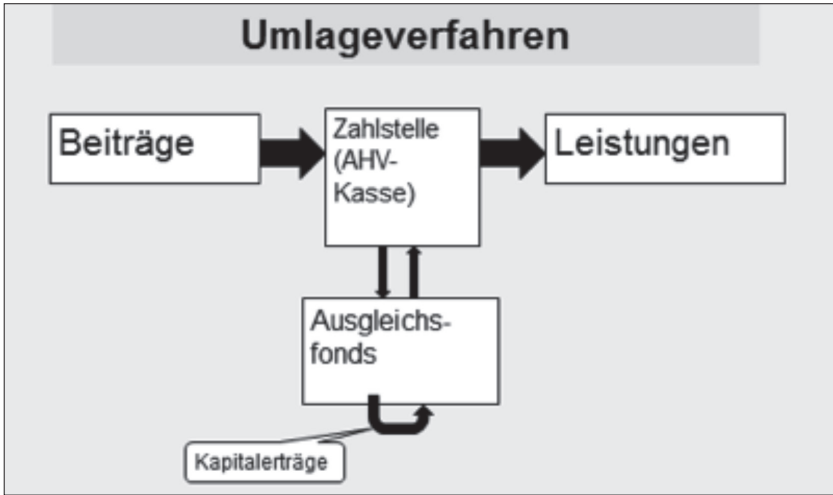 Umlageverfahren
Beiträge
Zahlstelle
(AHV-
Kasse)
Leistungen
Ausgleichs-
fonds
Kapitalerträge